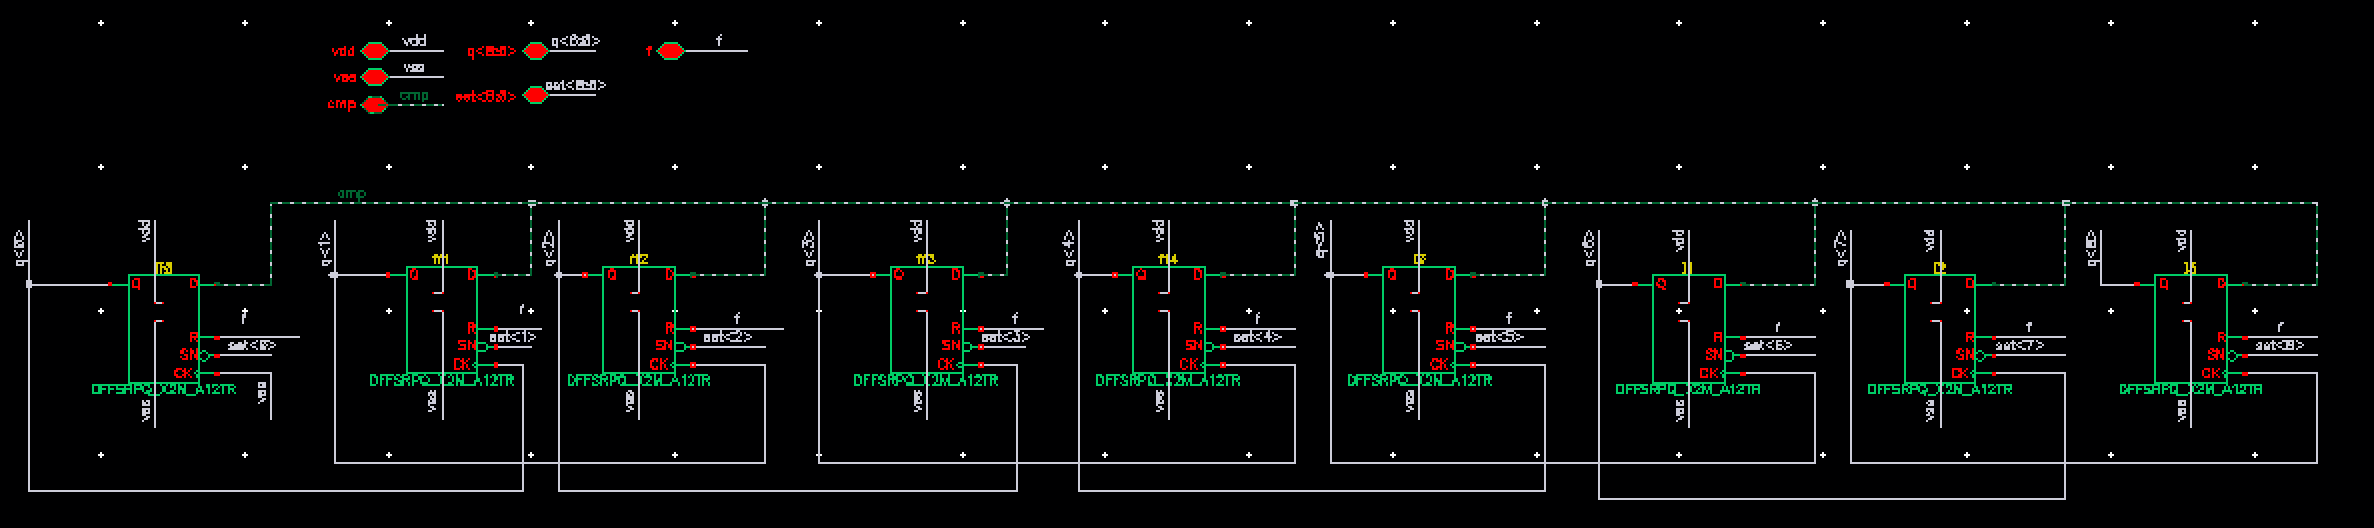 vdd vdd q<8:0> q<8:0> f f
vss vss
cmp cmp set<8:0> set<8:0>
cmp
q<0> vdd q<1> vdd q<2> vdd q<3> vdd q<4> vdd q<5> vdd q<6> vdd q<7> vdd q<8> vdd
ff1 ff2 ff3 ff4
Q D Q D Q D Q D Q D Q D Q D Q D Q D
f f f f f f f f f
R R R R R R R R R
set<0> set<1> set<2> set<3> set<4> set<5> set<6> set<7> set<8>
SN SN SN SN SN SN SN SN SN
CK CK CK CK CK CK CK CK CK
DFFSRPQ_X2M_A12TR DFFSRPQ_X2M_A12TR DFFSRPQ_X2M_A12TR DFFSRPQ_X2M_A12TR DFFSRPQ_X2M_A12TR DFFSRPQ_X2M_A12TR DFFSRPQ_X2M_A12TR DFFSRPQ_X2M_A12TR DFFSRPQ_X2M_A12TR
vss vss vss vss vss vss vss vss vss vss